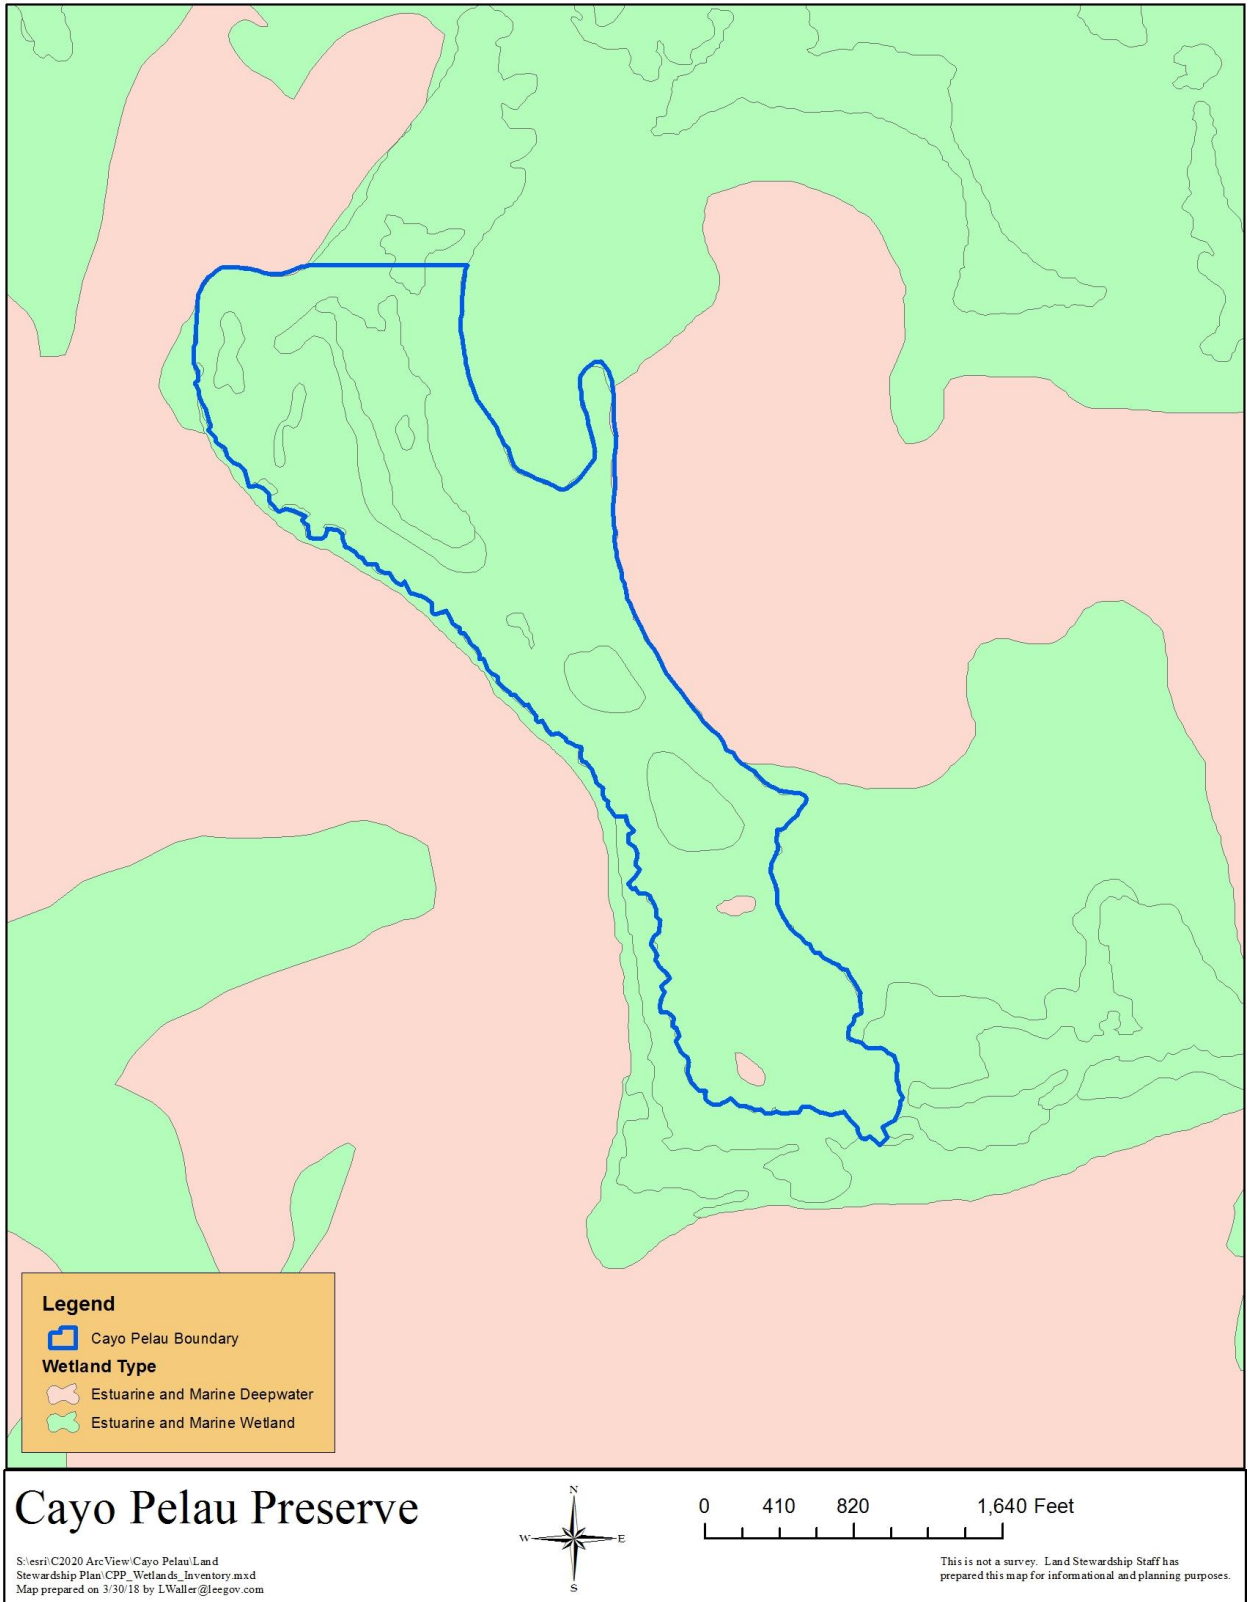 Legend
Cayo Pelau Boundary
Wetland Type
Estuarine and Marine Deepwater
Estuarine and Marine Wetland
Cayo Pelau Preserve
S:\esri\C2020 ArcView\Cayo Pelau\Land
Stewardship Plan\CPP_Wetlands_Inventory.mxd
Map prepared on 3/30/18 by LWaller@leegov.com
N
W E
S
0 410 820 1,640 Feet
This is not a survey. Land Stewardship Staff has
prepared this map for informational and planning purposes.